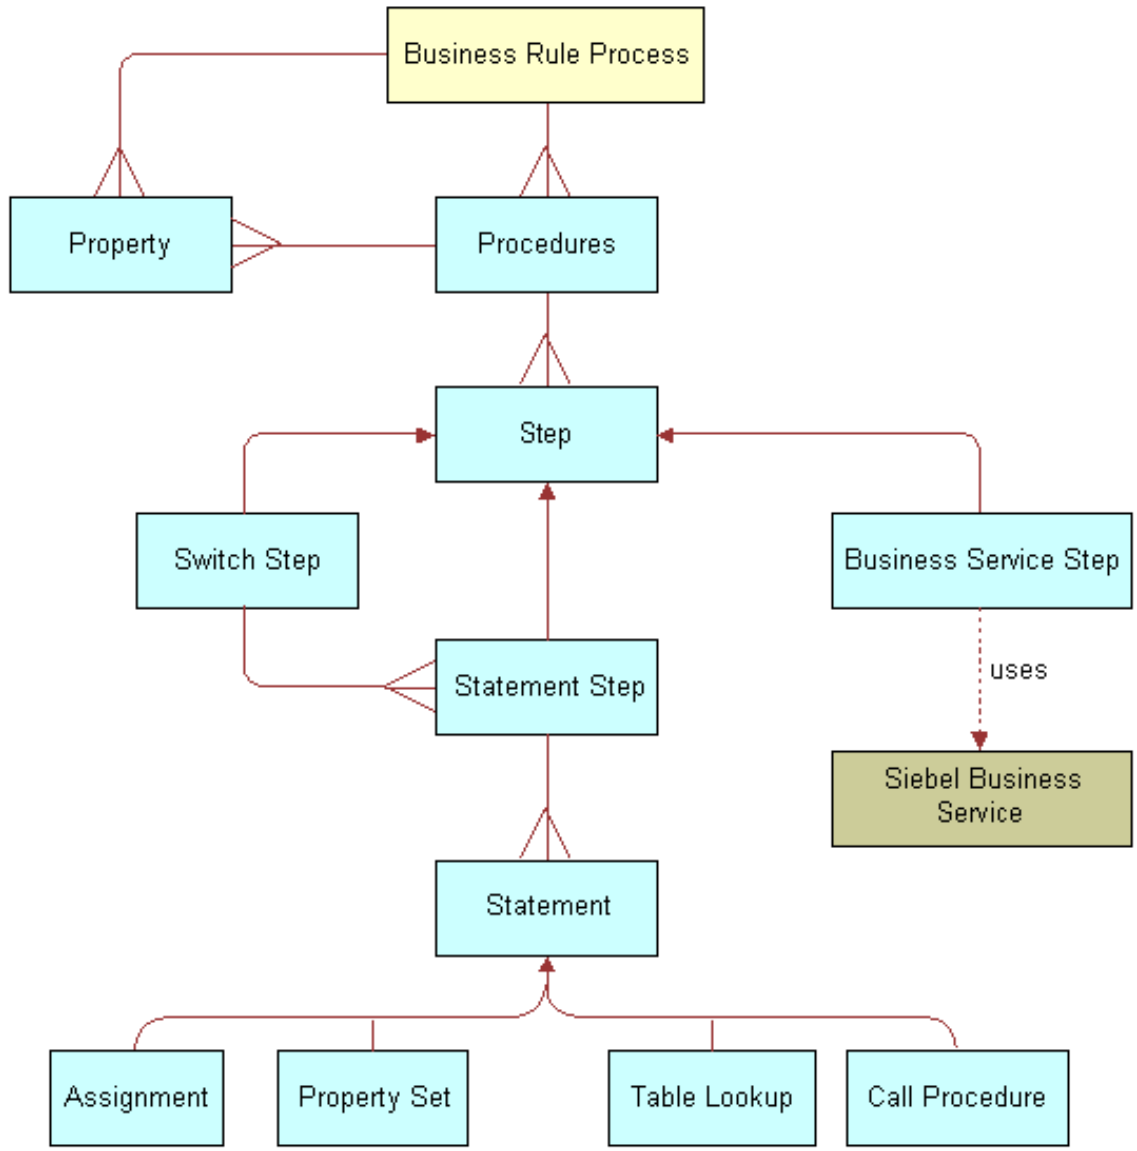 Business Rule Process
Property
Procedures
Step
Switch Step
Business Service Step
Statement Step
uses
Siebel Business
Service
Statement
Assignment
Property Set
Table Lookup
Call Procedure